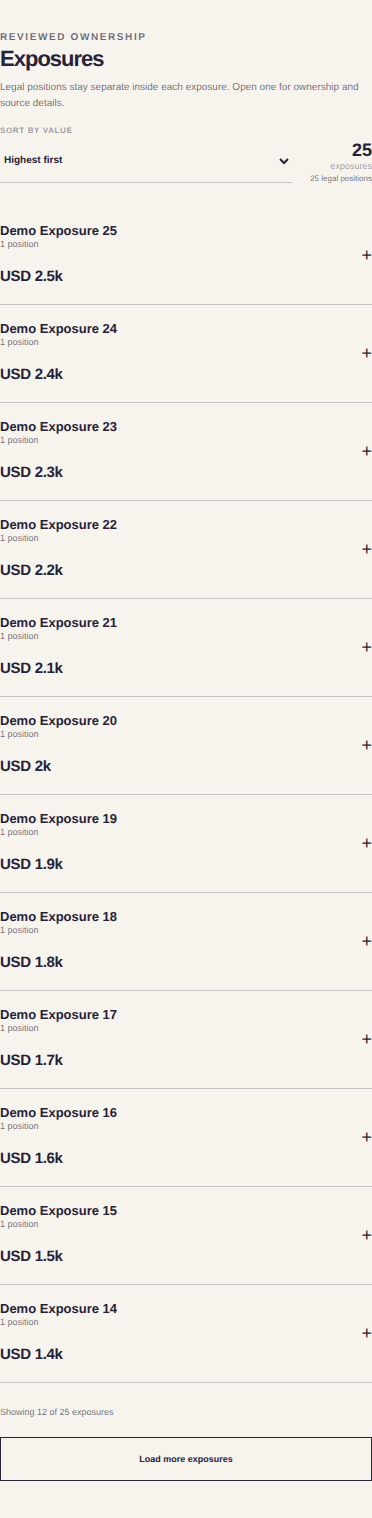 REVIEWED OWNERSHIP
Exposures
Legal positions stay separate inside each exposure. Open one for ownership and
source details.
SORT BY VALUE
Highest first
25
exposures
25 legal positions
Demo Exposure 25
1 position
USD 2.5k
+
Demo Exposure 24
1 position
USD 2.4k
+
Demo Exposure 23
1 position
USD 2.3k
+
Demo Exposure 22
1 position
USD 2.2k
+
Demo Exposure 21
1 position
USD 2.1k
+
Demo Exposure 20
1 position
USD 2k
+
Demo Exposure 19
1 position
USD 1.9k
+
Demo Exposure 18
1 position
USD 1.8k
+
Demo Exposure 17
1 position
USD 1.7k
+
Demo Exposure 16
1 position
USD 1.6k
+
Demo Exposure 15
1 position
USD 1.5k
+
Demo Exposure 14
1 position
USD 1.4k
+
Showing 12 of 25 exposures
Load more exposures